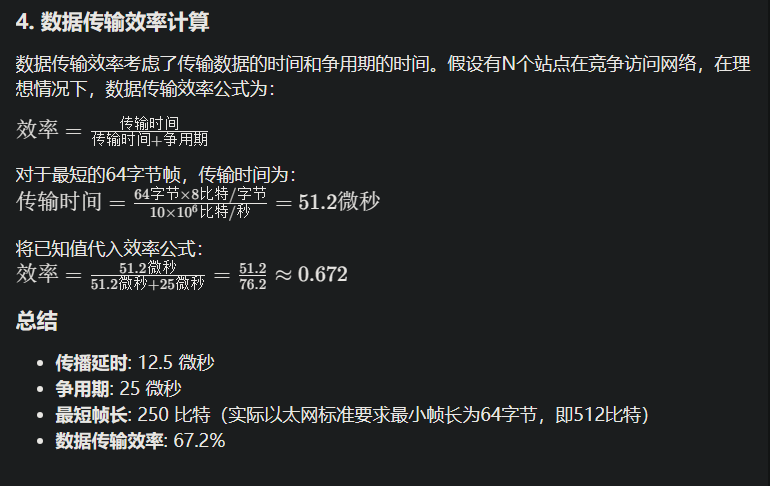 4. 数据传输效率计算
数据传输效率考虑了传输数据的时间和争用期的时间。假设有N个站点在竞争访问网络，在理
想情况下，数据传输效率公式为：
效率 = 传输时间 / 传输时间+争用期
对于最短的64字节帧，传输时间为：
传输时间 = 64字节×8比特/字节 / 10×10⁶比特/秒 = 51.2微秒
将已知值代入效率公式：
效率 = 51.2微秒 / 51.2微秒+25微秒 = 51.2 / 76.2 ≈ 0.672
总结
• 传播延时: 12.5 微秒
• 争用期: 25 微秒
• 最短帧长: 250 比特（实际以太网标准要求最小帧长为64字节，即512比特）
• 数据传输效率: 67.2%